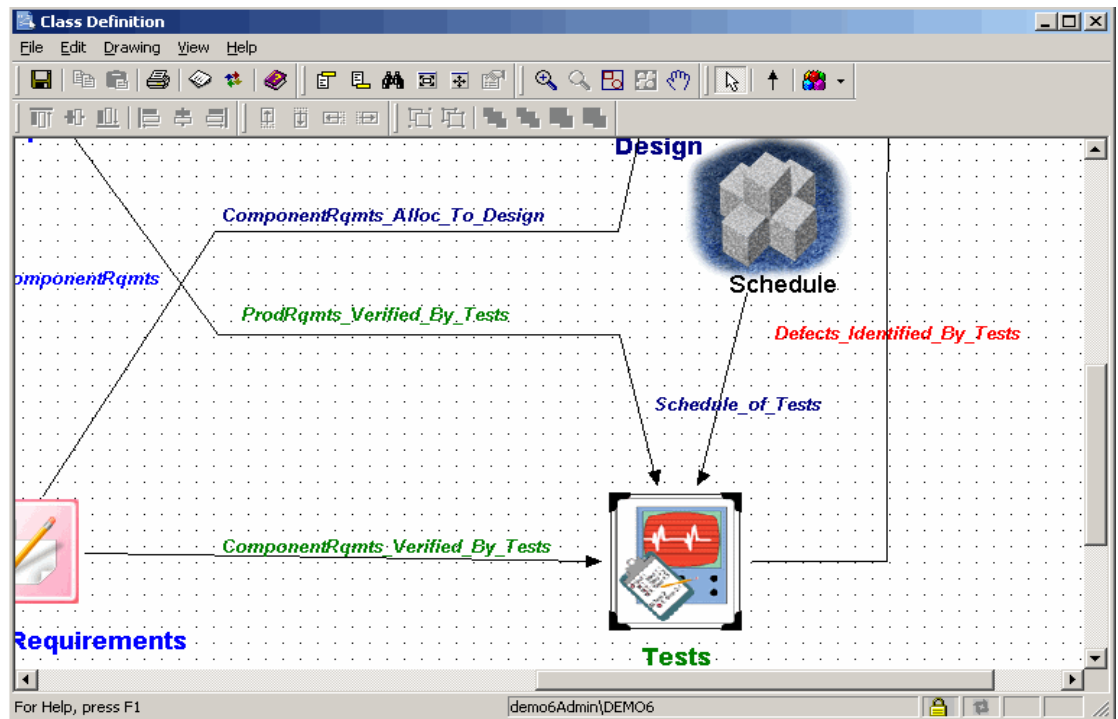 Class Definition
File Edit Drawing View Help
Design
ComponentRqmts_Alloc_To_Design
omponentRqmts
Schedule
ProdRqmts_Verified_By_Tests
Defects_Identified_By_Tests
Schedule_of_Tests
ComponentRqmts_Verified_By_Tests
Requirements
Tests
For Help, press F1 demo6Admin\DEMO6